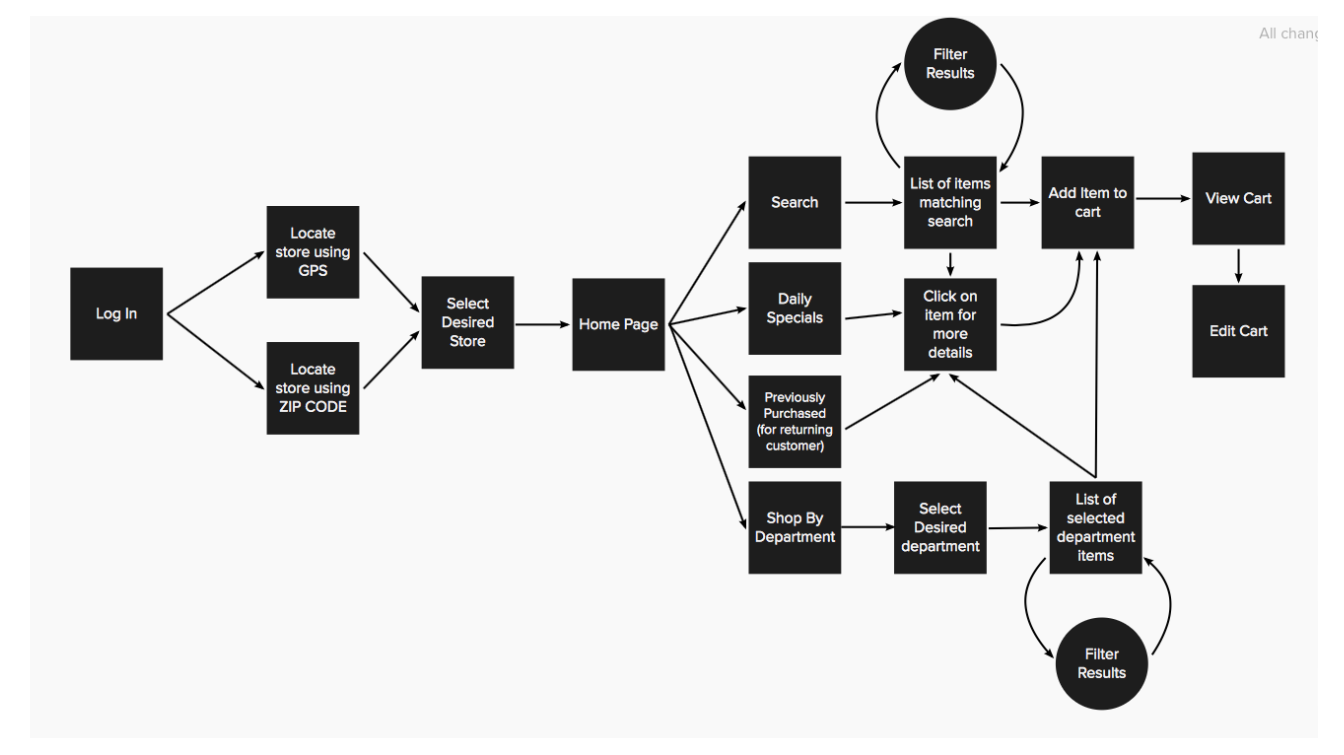 All chang
Filter
Results
Search
List of items
matching
search
Add Item to
cart
View Cart
Locate
store using
GPS
Log In
Select
Desired
Store
Home Page
Daily
Specials
Click on
item for
more
details
Edit Cart
Locate
store using
ZIP CODE
Previously
Purchased
(for returning
customer)
Shop By
Department
Select
Desired
department
List of
selected
department
items
Filter
Results